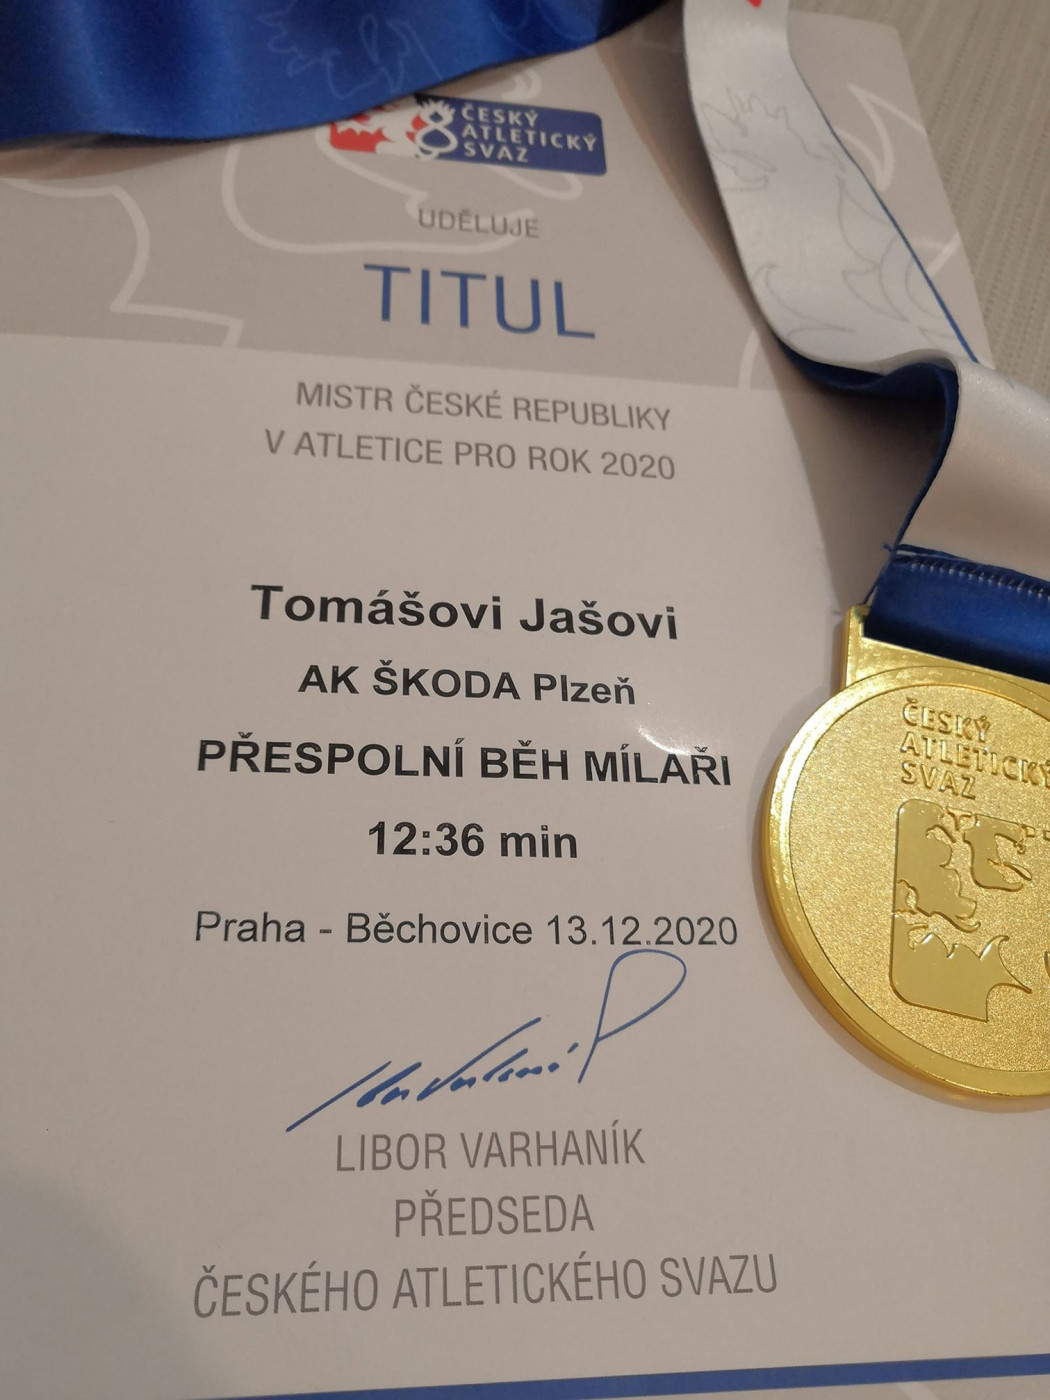 ČESKÝ
ATLETICKÝ
SVAZ
UDĚLUJE
TITUL
MISTR ČESKÉ REPUBLIKY
V ATLETICE PRO ROK 2020
Tomášovi Jašovi
AK ŠKODA Plzeň
PŘESPOLNÍ BĚH MÍLAŘI
12:36 min
Praha - Běchovice 13.12.2020
LIBOR VARHANÍK
PŘEDSEDA
ČESKÉHO ATLETICKÉHO SVAZU
ČESKÝ
ATLETICKÝ
SVAZ